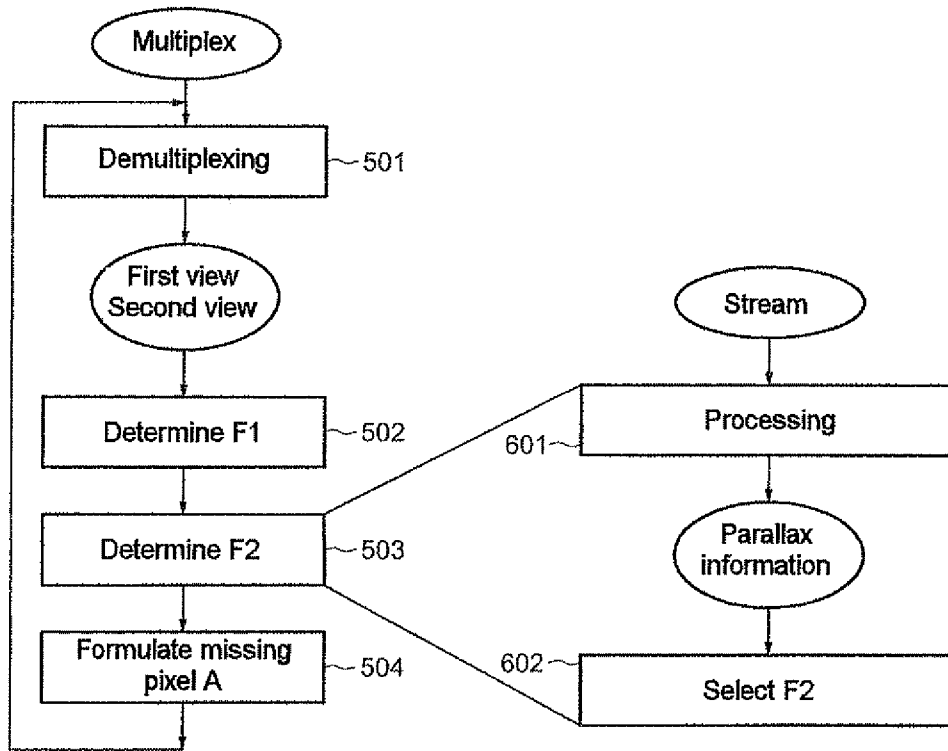 Multiplex
Demultiplexing
501
First view
Second view
Determine F1
502
Determine F2
503
Formulate missing
pixel A
504
Stream
Processing
601
Parallax
information
602
Select F2